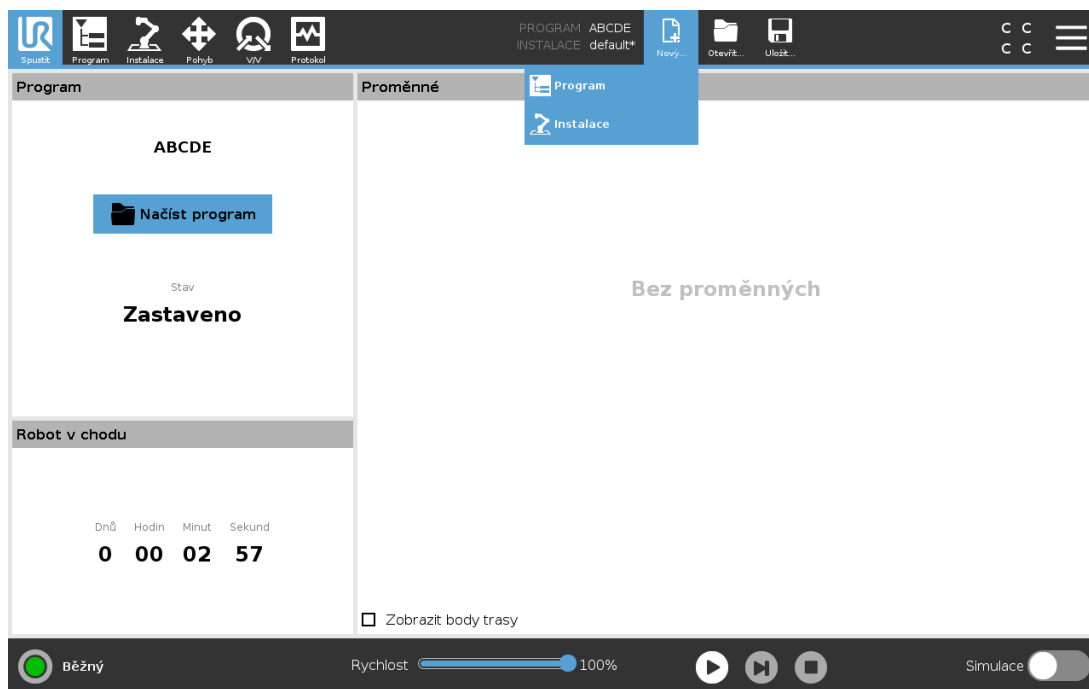 Spustit
Program
Instalace
Pohyb
V/V
Protokol
PROGRAM ABCDE
INSTALACE default*
Nový...
Otevřít...
Uložit...
C C
C C
Program
Instalace
Program
ABCDE
Načíst program
Stav
Zastaveno
Robot v chodu
Dnů Hodin Minut Sekund
0 00 02 57
Proměnné
Bez proměnných
Zobrazit body trasy
Běžný
Rychlost 100%
Simulace